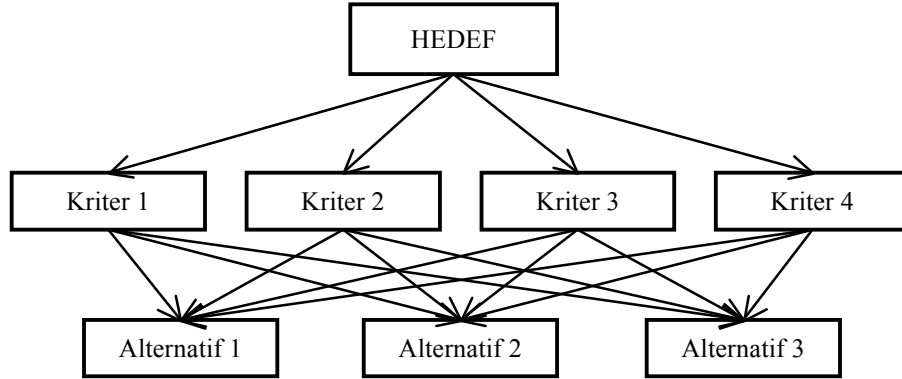 HEDEF
Kriter 1
Kriter 2
Kriter 3
Kriter 4
Alternatif 1
Alternatif 2
Alternatif 3